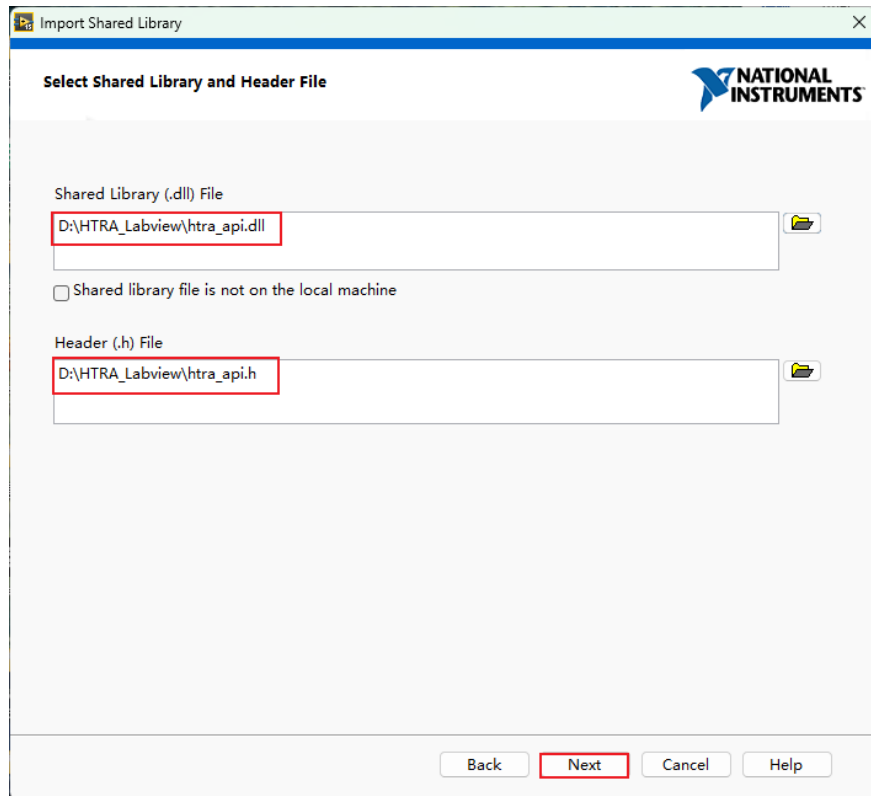 Import Shared Library
Select Shared Library and Header File
NATIONAL
INSTRUMENTS
Shared Library (.dll) File
D:\HTRA_Labview\htra_api.dll
Shared library file is not on the local machine
Header (.h) File
D:\HTRA_Labview\htra_api.h
Back Next Cancel Help